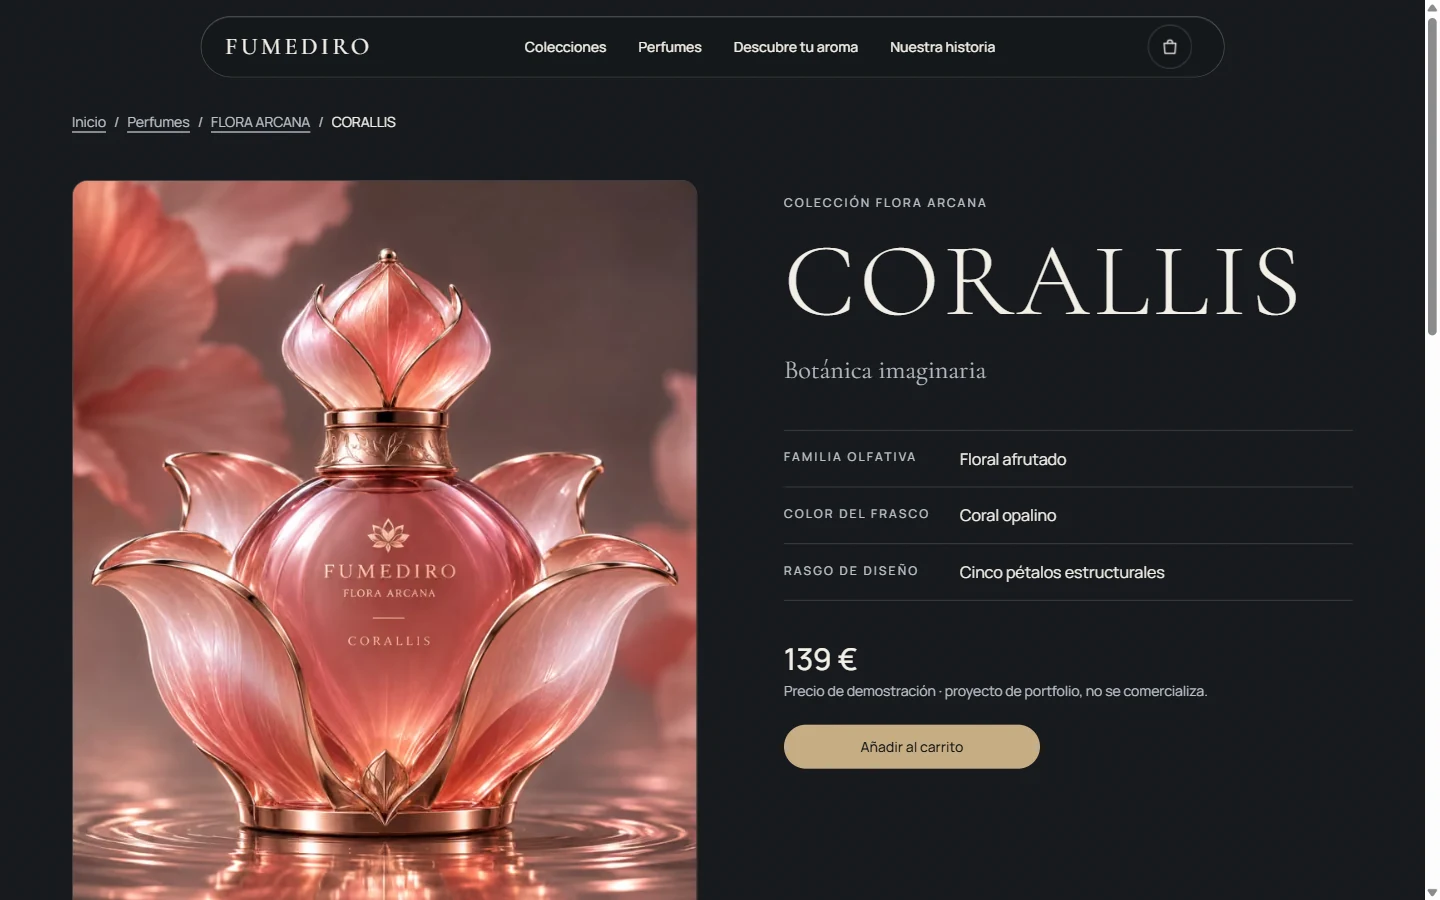 FUMEDIRO
Colecciones Perfumes Descubre tu aroma Nuestra historia
Inicio / Perfumes / FLORA ARCANA / CORALLIS
FUMEDIRO
FLORA ARCANA
CORALLIS
COLECCIÓN FLORA ARCANA
CORALLIS
Botánica imaginaria
FAMILIA OLFATIVA Floral afrutado
COLOR DEL FRASCO Coral opalino
RASGO DE DISEÑO Cinco pétalos estructurales
139 €
Precio de demostración · proyecto de portfolio, no se comercializa.
Añadir al carrito